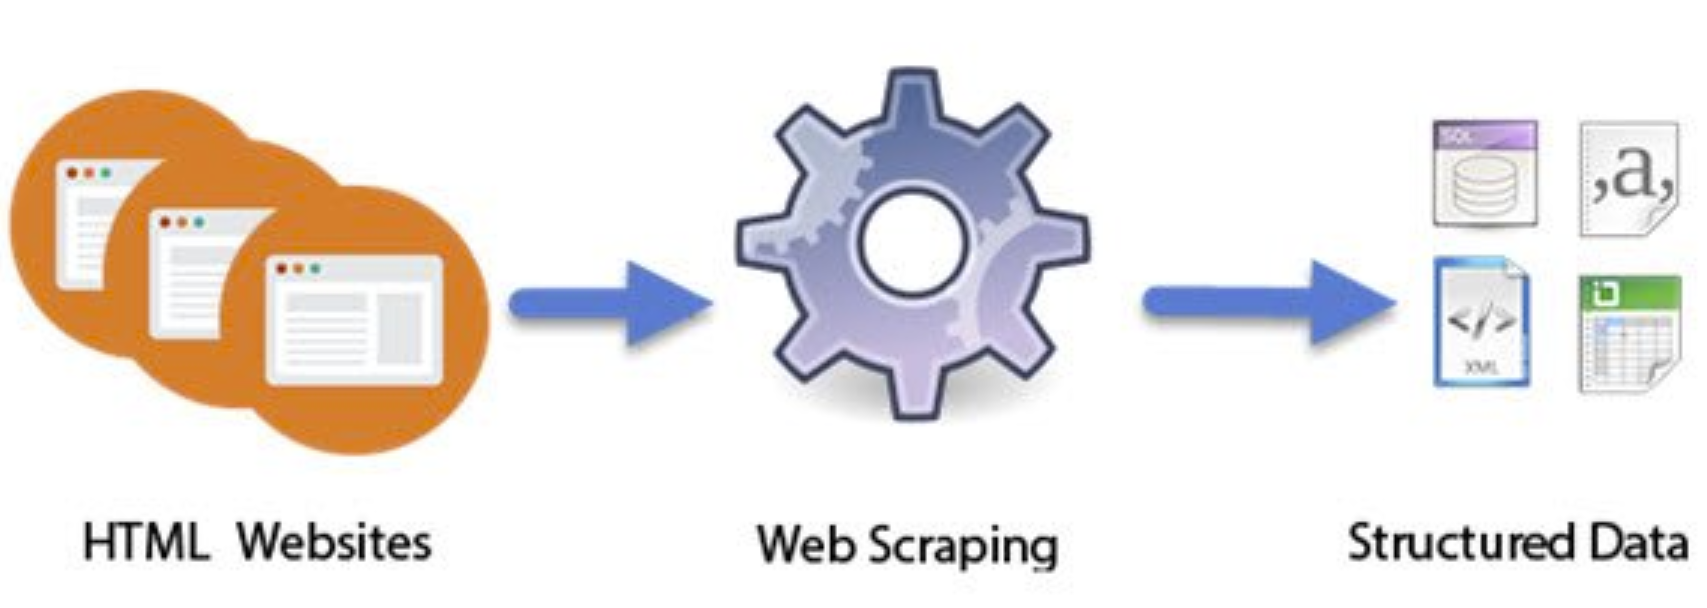 SQL
,a,
</>
XML
HTML Websites
Web Scraping
Structured Data